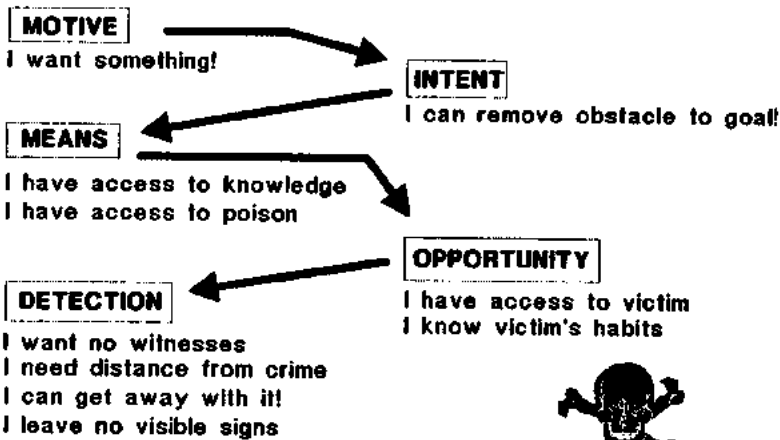 MOTIVE
I want something!
INTENT
I can remove obstacle to goal!
MEANS
I have access to knowledge
I have access to poison
OPPORTUNITY
I have access to victim
I know victim's habits
DETECTION
I want no witnesses
I need distance from crime
I can get away with it!
I leave no visible signs